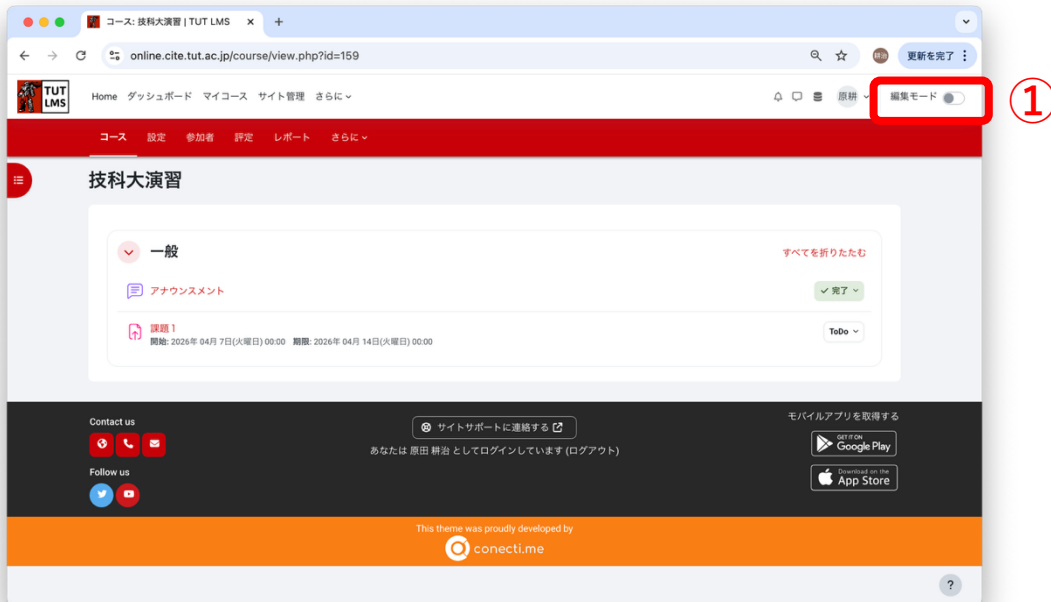 コース: 技科大演習 | TUT LMS
online.cite.tut.ac.jp/course/view.php?id=159
耕治
更新を完了
TUT LMS
Home ダッシュボード マイコース サイト管理 さらに
原耕
編集モード
①
コース 設定 参加者 評定 レポート さらに
技科大演習
一般
すべてを折りたたむ
アナウンスメント
完了
課題 1
ToDo
開始: 2026年 04月 7日(火曜日) 00:00 期限: 2026年 04月 14日(火曜日) 00:00
Contact us
サイトサポートに連絡する
モバイルアプリを取得する
GET IT ON
Google Play
あなたは 原田 耕治 としてログインしています (ログアウト)
Follow us
Download on the
App Store
This theme was proudly developed by
conecti.me
?